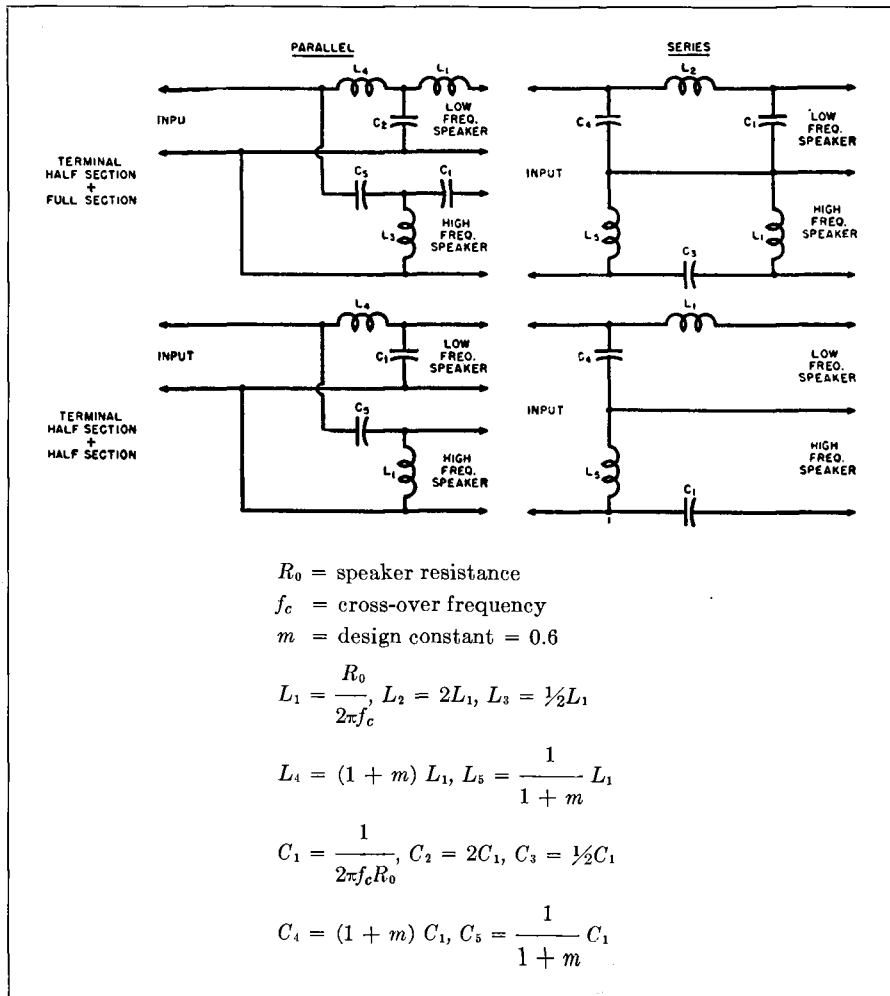 PARALLEL
SERIES
L₄
L₁
L₂
INPU
C₂
LOW
FREQ.
SPEAKER
C₄
C₁
LOW
FREQ.
SPEAKER
TERMINAL
HALF SECTION
+
FULL SECTION
C₅
C₁
INPUT
L₃
HIGH
FREQ.
SPEAKER
L₅
L₁
HIGH
FREQ.
SPEAKER
C₃
L₄
L₁
INPUT
C₁
LOW
FREQ.
SPEAKER
C₄
LOW
FREQ.
SPEAKER
TERMINAL
HALF SECTION
+
HALF SECTION
C₅
INPUT
L₁
HIGH
FREQ.
SPEAKER
L₅
HIGH
FREQ.
SPEAKER
C₁
R₀ = speaker resistance
f_c = cross-over frequency
m = design constant = 0.6
L₁ = R₀ / 2πf_c, L₂ = 2L₁, L₃ = ½L₁
L₄ = (1 + m) L₁, L₅ = 1 / 1 + m L₁
C₁ = 1 / 2πf_cR₀, C₂ = 2C₁, C₃ = ½C₁
C₄ = (1 + m) C₁, C₅ = 1 / 1 + m C₁